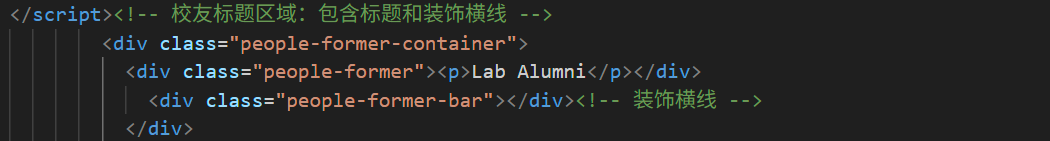 </script><!-- 校友标题区域：包含标题和装饰横线 -->
<div class="people-former-container">
<div class="people-former"><p>Lab Alumni</p></div>
<div class="people-former-bar"></div><!-- 装饰横线 -->
</div>